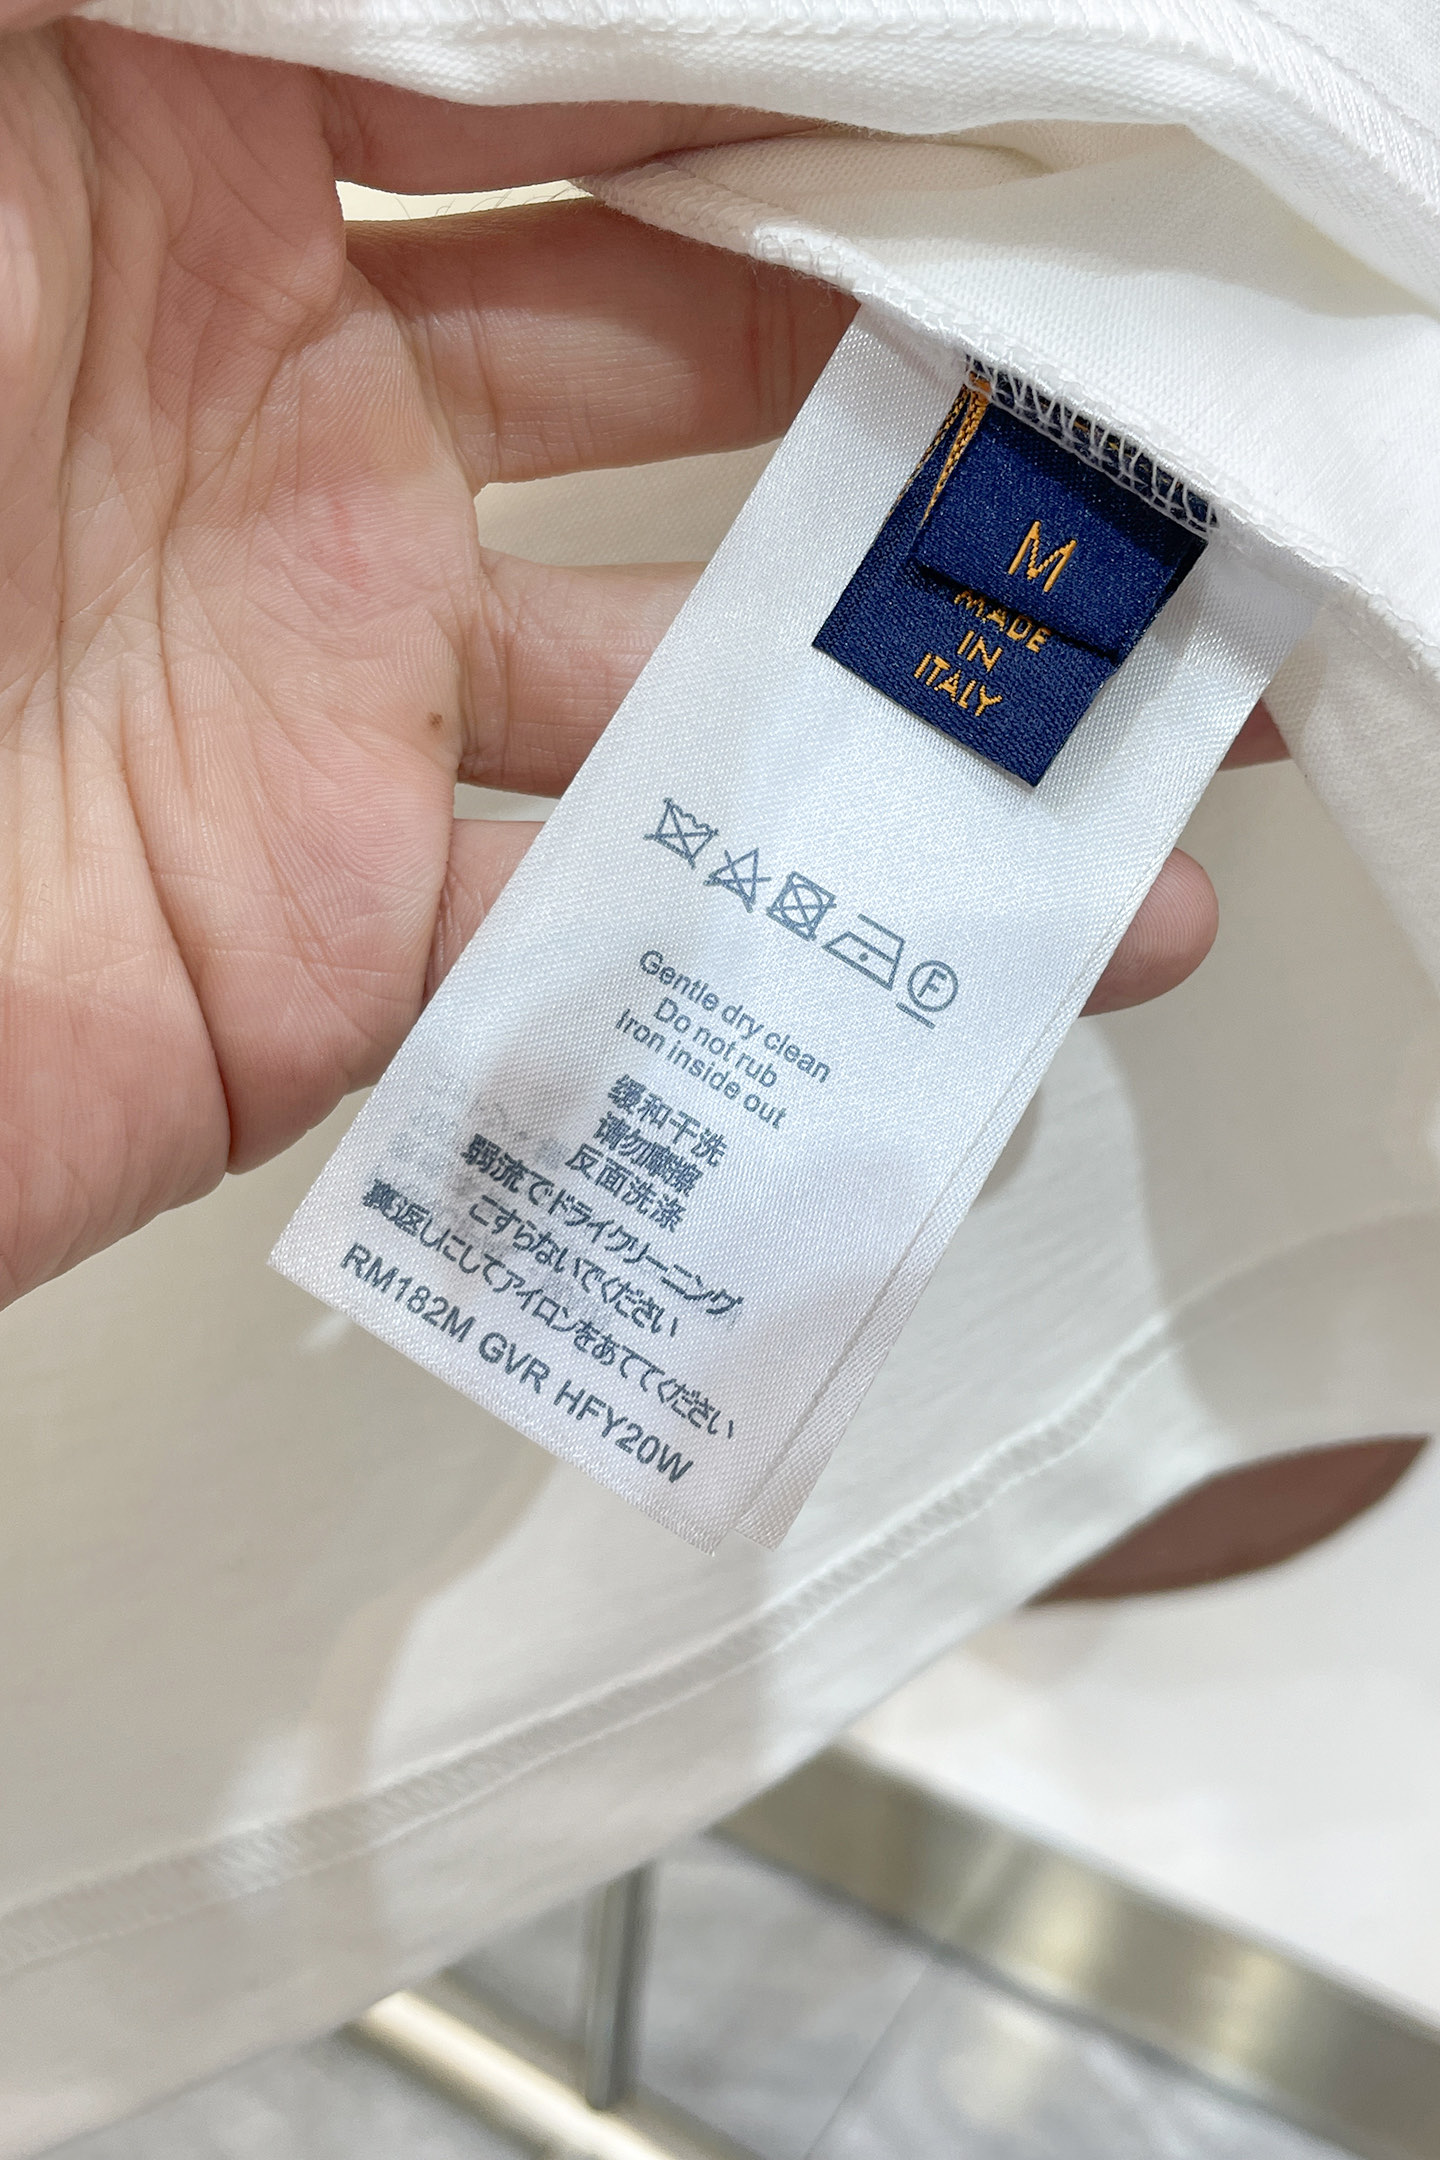 M
MADE
IN
ITALY
F
Gentle dry clean
Do not rub
Iron inside out
缓和干洗
请勿摩擦
反面洗涤
弱流でドライクリーニング
こすらないでください
裏返しにしてアイロンをあててください
RM182M GVR HFY20W